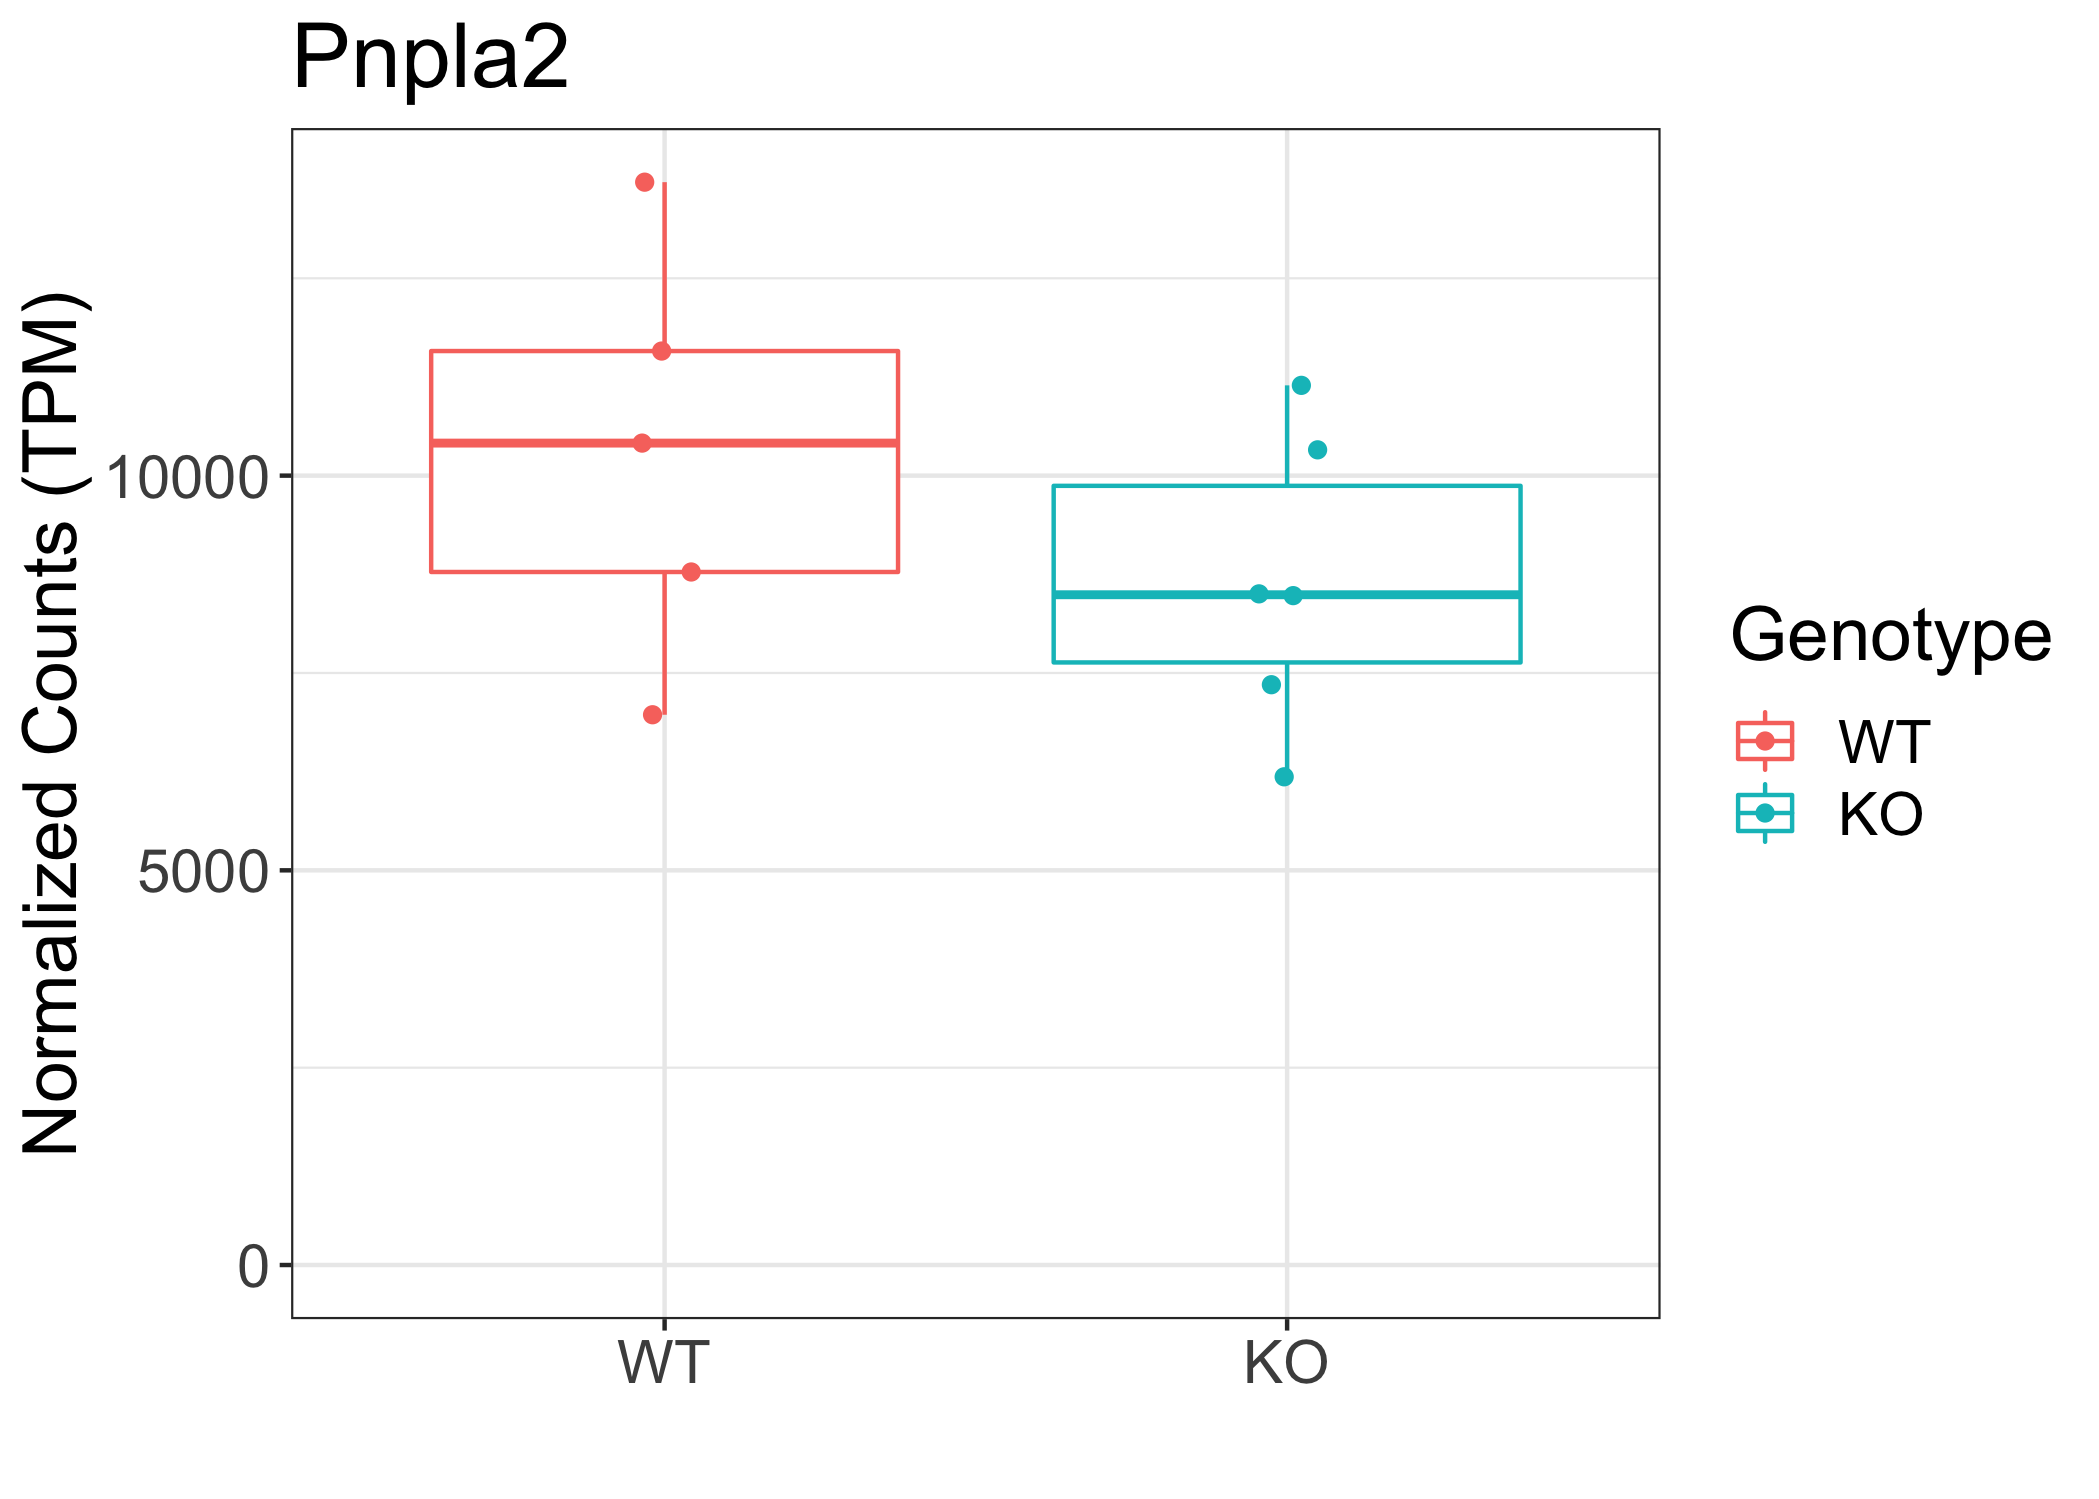 Pnpla2
Normalized Counts (TPM)
10000
5000
0
WT
KO
Genotype
WT
KO